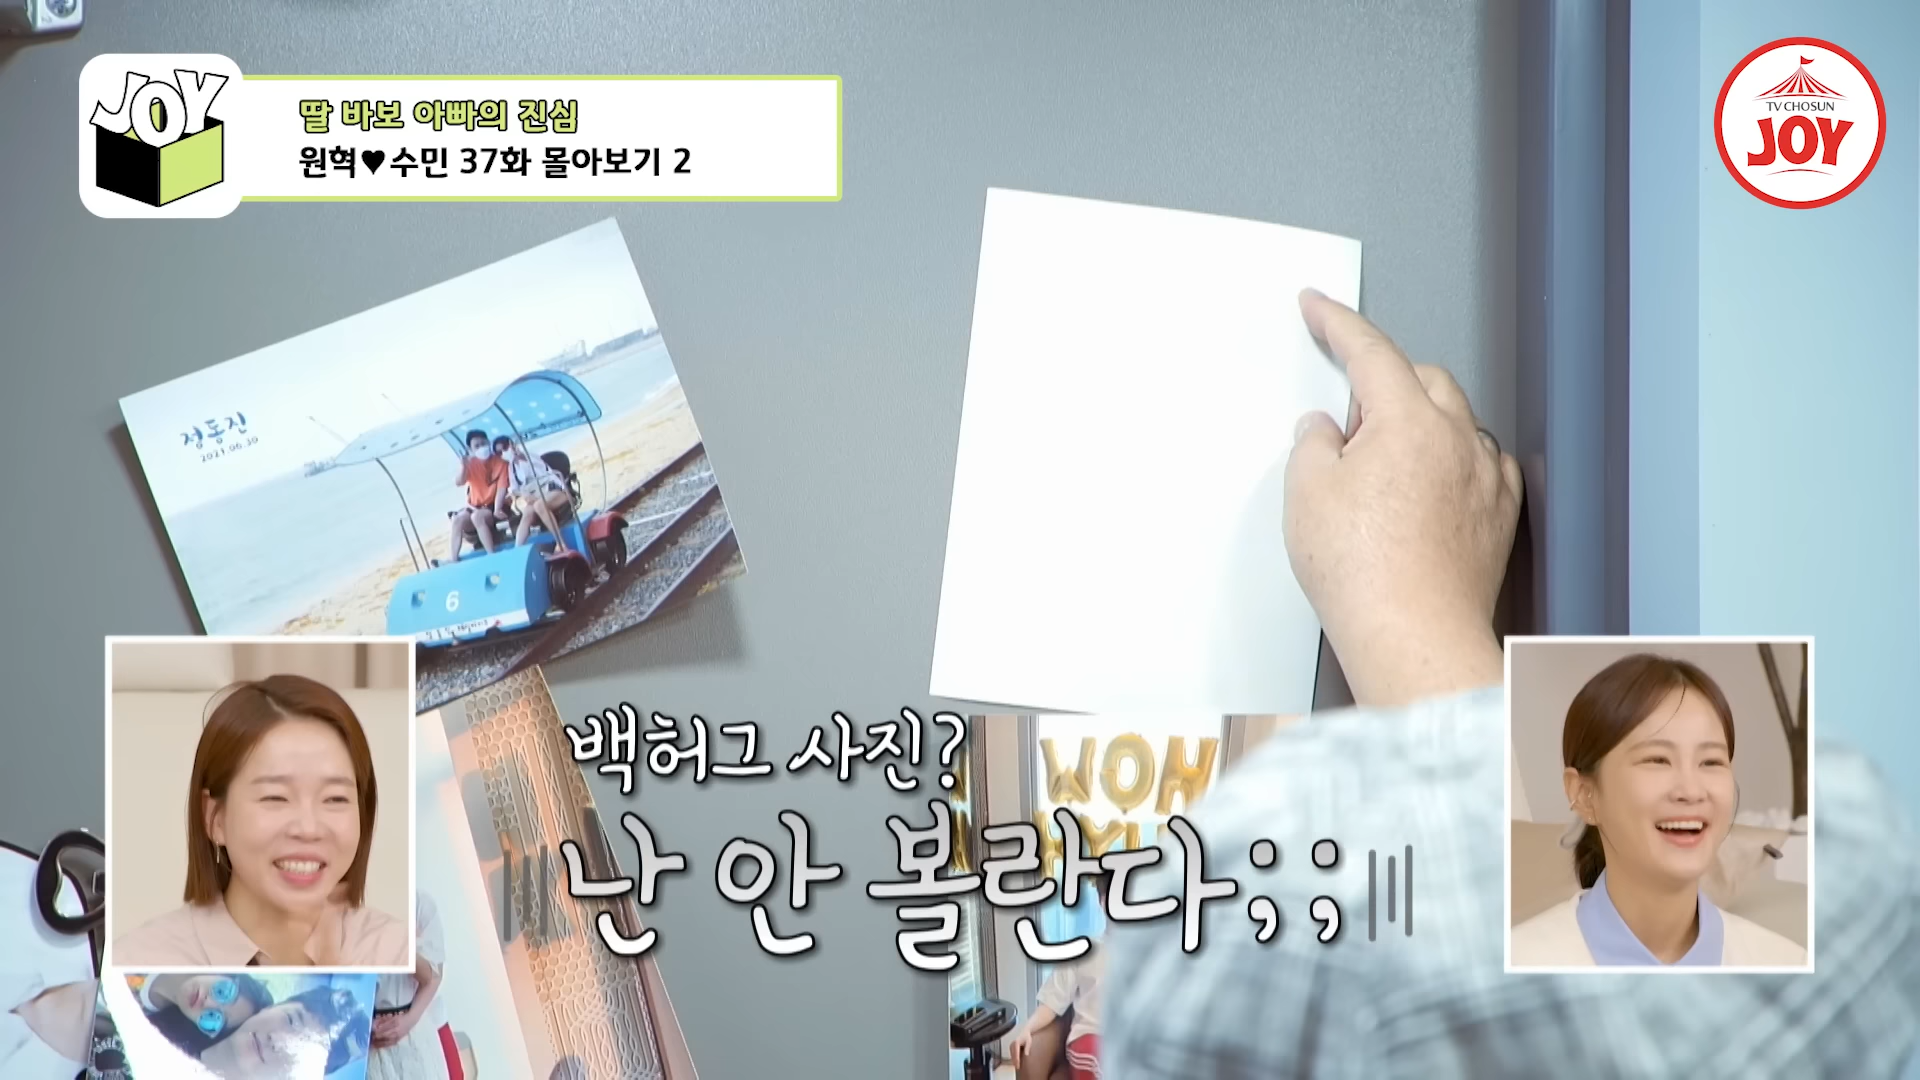 JOY
딸 바보 아빠의 진심
원혁♥수민 37화 몰아보기 2
TV CHOSUN
JOY
정동진
2021.06.30
6
백허그 사진?
난 안 볼란다;;
WOH